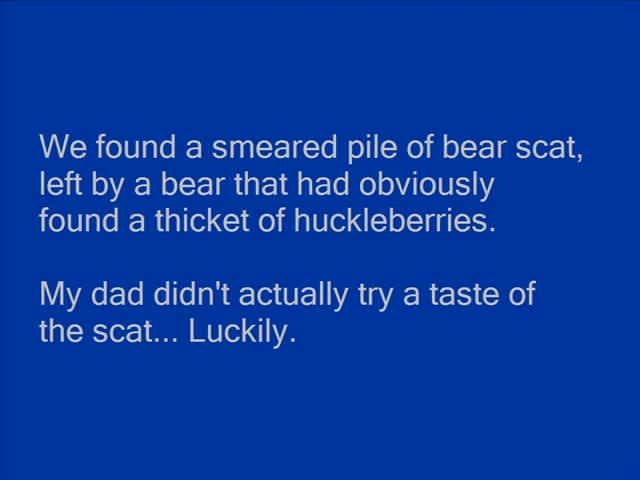 We found a smeared pile of bear scat,
left by a bear that had obviously
found a thicket of huckleberries.
My dad didn't actually try a taste of
the scat... Luckily.